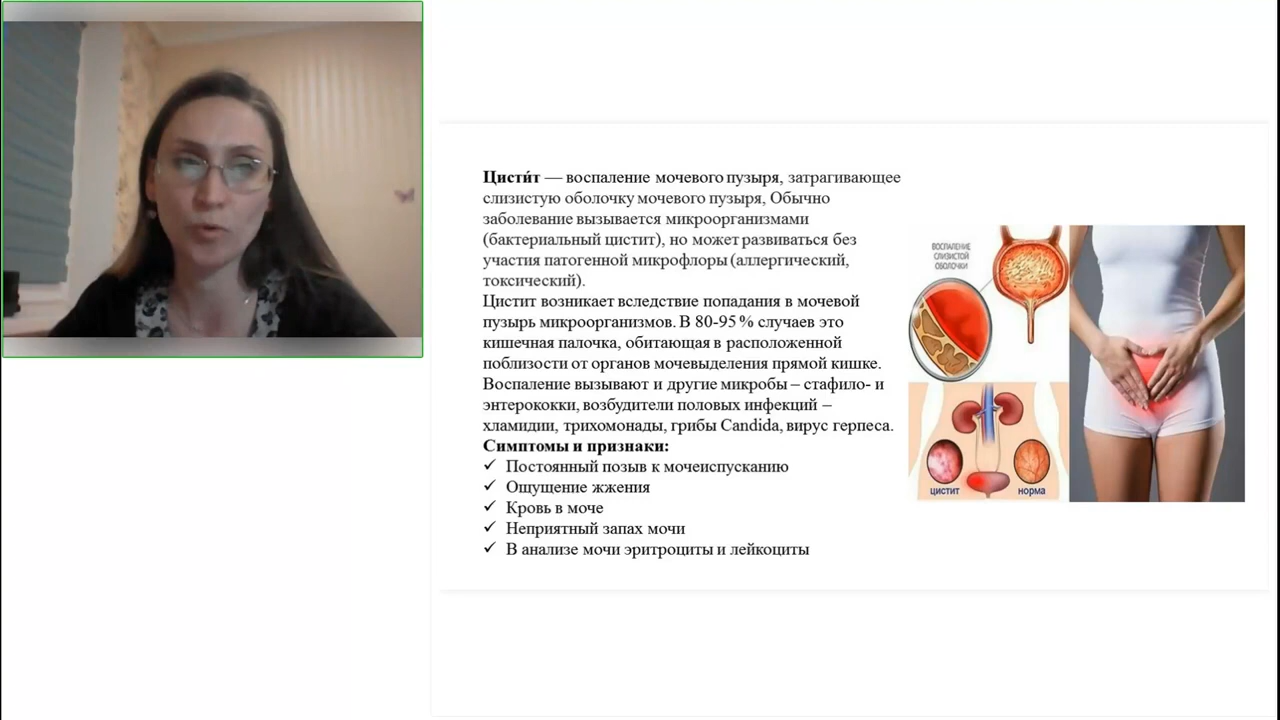 Цисти́т — воспаление мочевого пузыря, затрагивающее
слизистую оболочку мочевого пузыря, Обычно
заболевание вызывается микроорганизмами
(бактериальный цистит), но может развиваться без
участия патогенной микрофлоры (аллергический,
токсический).
Цистит возникает вследствие попадания в мочевой
пузырь микроорганизмов. В 80-95 % случаев это
кишечная палочка, обитающая в расположенной
поблизости от органов мочевыделения прямой кишке.
Воспаление вызывают и другие микробы – стафило- и
энтерококки, возбудители половых инфекций –
хламидии, трихомонады, грибы Candida, вирус герпеса.
Симптомы и признаки:
✓ Постоянный позыв к мочеиспусканию
✓ Ощущение жжения
✓ Кровь в моче
✓ Неприятный запах мочи
✓ В анализе мочи эритроциты и лейкоциты
ВОСПАЛЕНИЕ
СЛИЗИСТОЙ
ОБОЛОЧКИ
ЦИСТИТ
норма